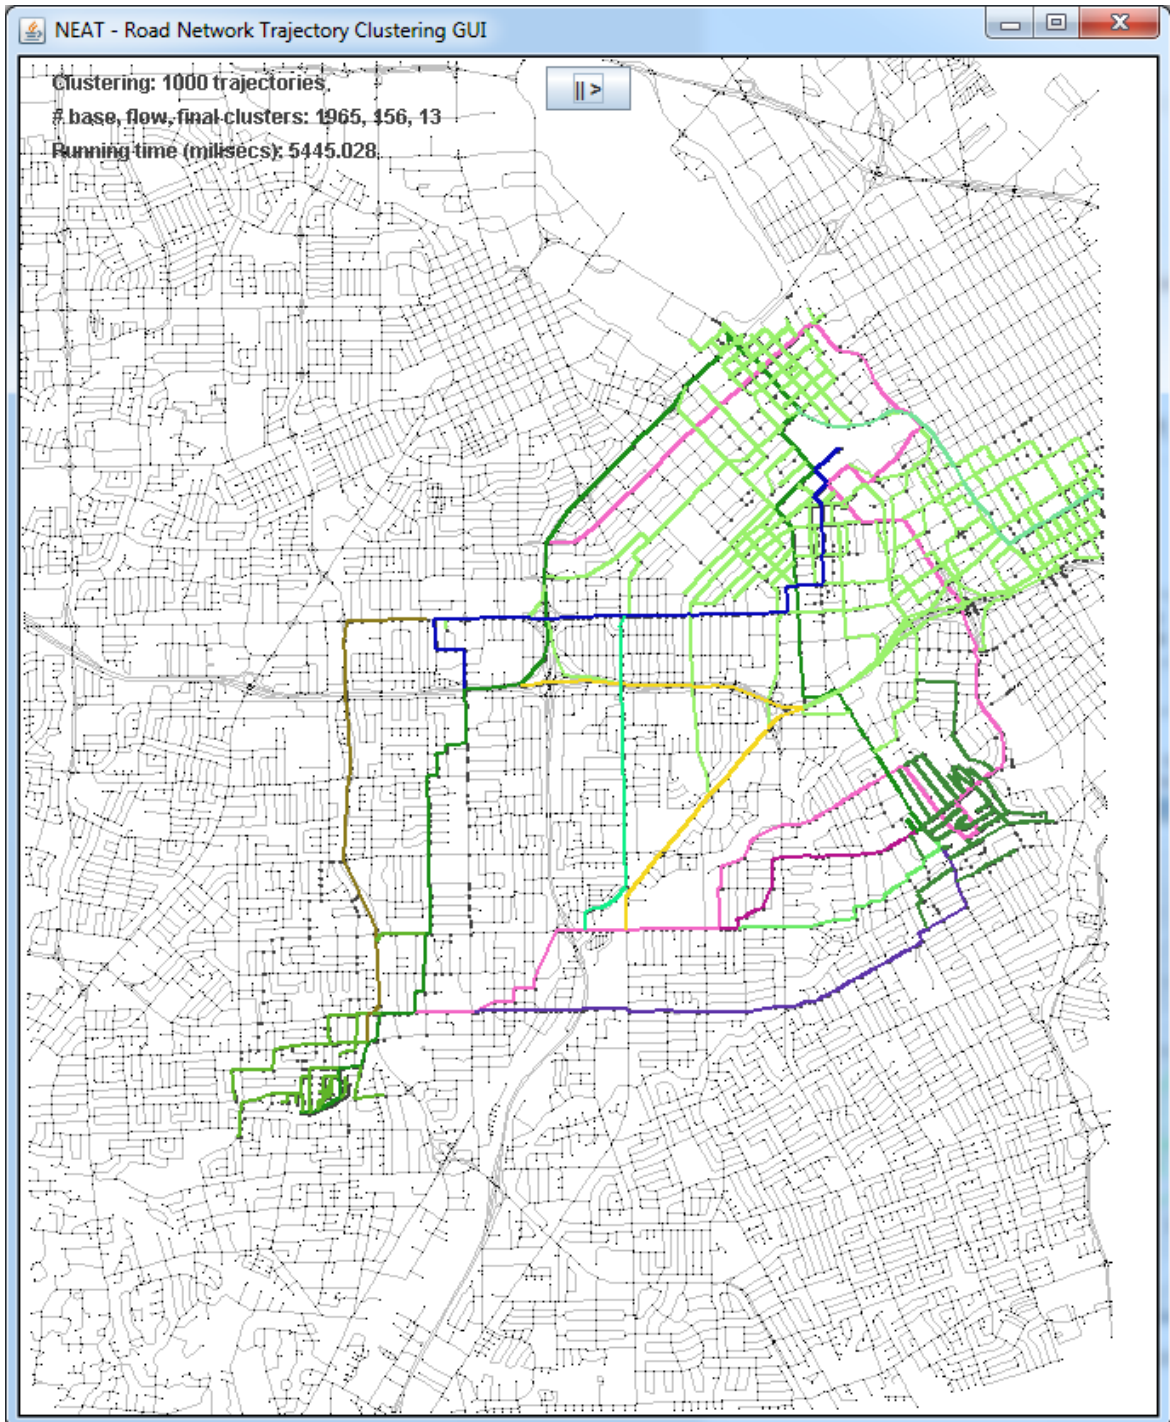 NEAT - Road Network Trajectory Clustering GUI
|| >
Clustering: 1000 trajectories,
# base, flow, final clusters: 1965, 156, 13
Running time (milisecs): 5445.028